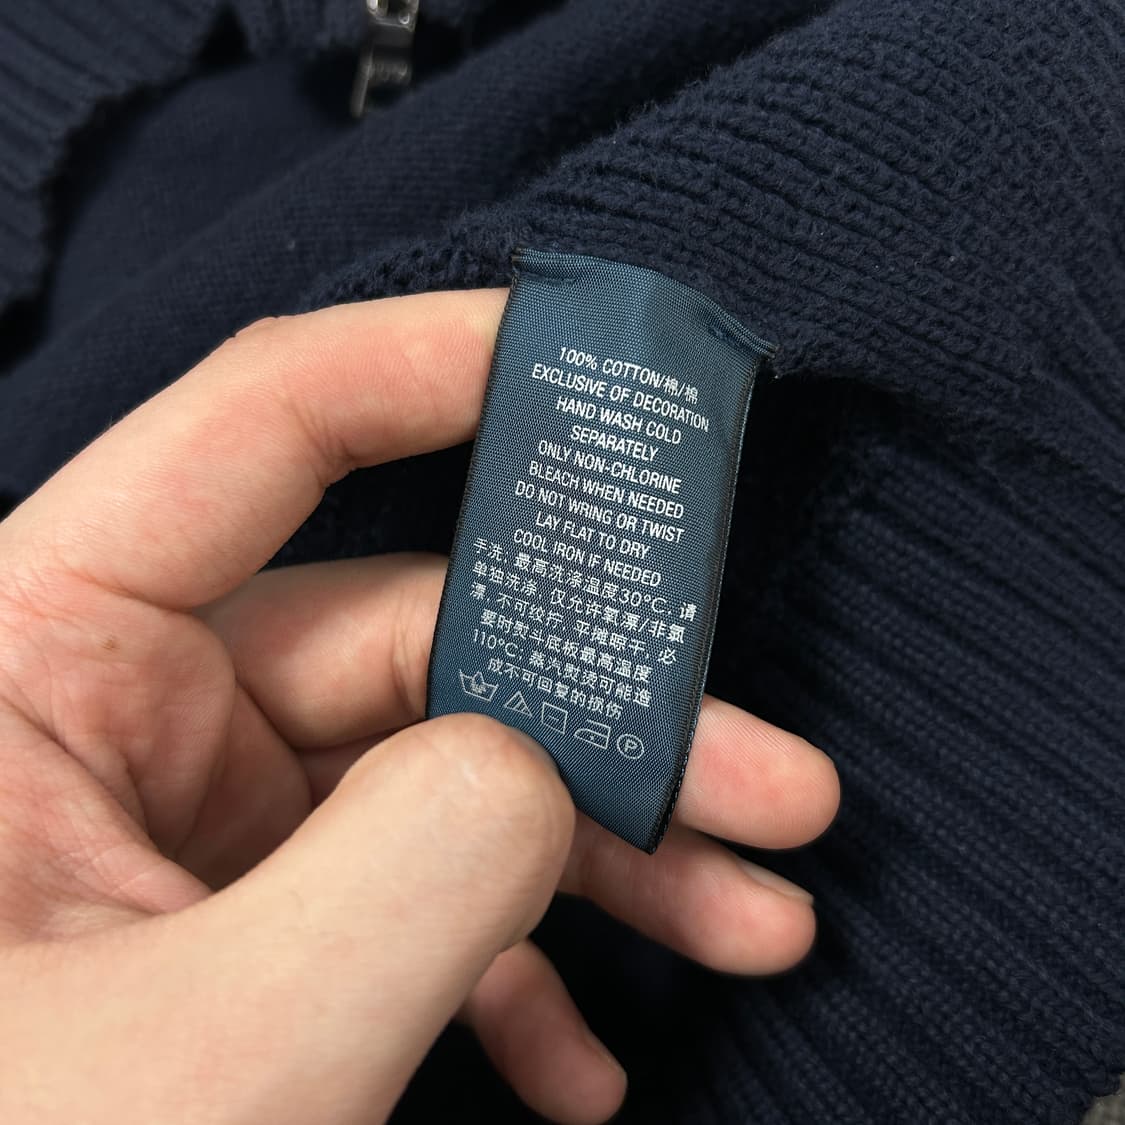 100% COTTON/棉/棉
EXCLUSIVE OF DECORATION
HAND WASH COLD
SEPARATELY
ONLY NON-CHLORINE
BLEACH WHEN NEEDED
DO NOT WRING OR TWIST
LAY FLAT TO DRY
COOL IRON IF NEEDED
手洗, 最高洗涤温度30°C, 请
单独洗涤, 仅允许氧漂/非氯
漂, 不可绞拧, 平摊晾干, 必
要时熨斗底板最高温度
110°C, 蒸汽熨烫可能造
成不可回复的损伤
P